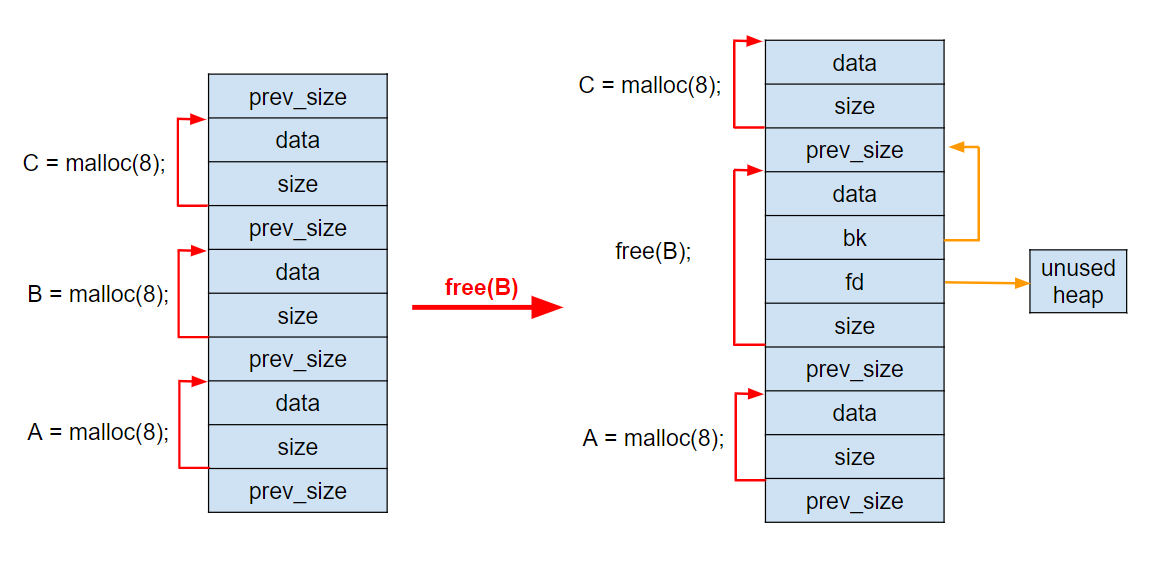 prev_size
C = malloc(8);
data
size
prev_size
B = malloc(8);
data
size
prev_size
A = malloc(8);
data
size
prev_size
free(B)
C = malloc(8);
data
size
prev_size
free(B);
data
bk
fd
size
prev_size
A = malloc(8);
data
size
prev_size
unused
heap